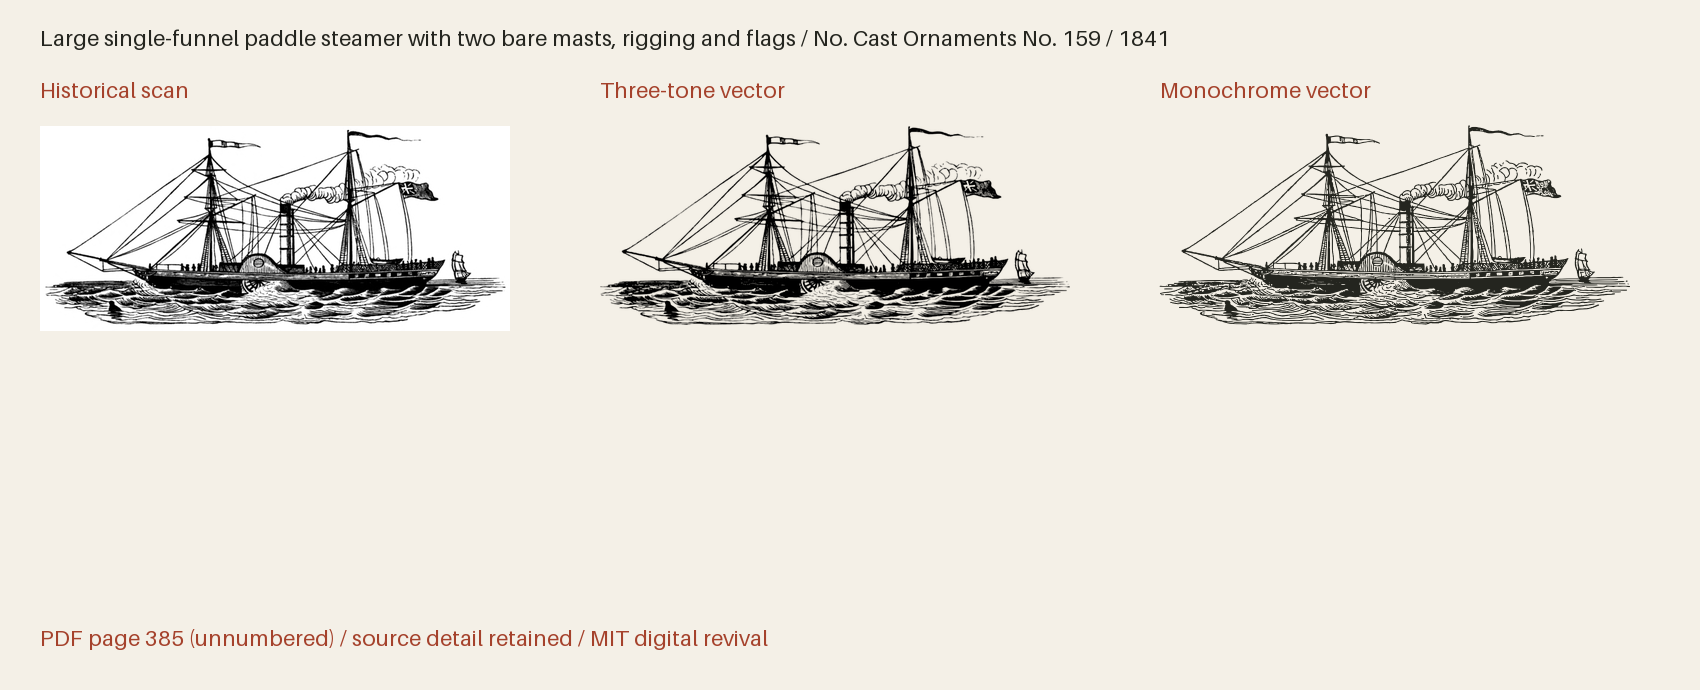 Large single-funnel paddle steamer with two bare masts, rigging and flags / No. Cast Ornaments No. 159 / 1841
Historical scan
Three-tone vector
Monochrome vector
PDF page 385 (unnumbered) / source detail retained / MIT digital revival